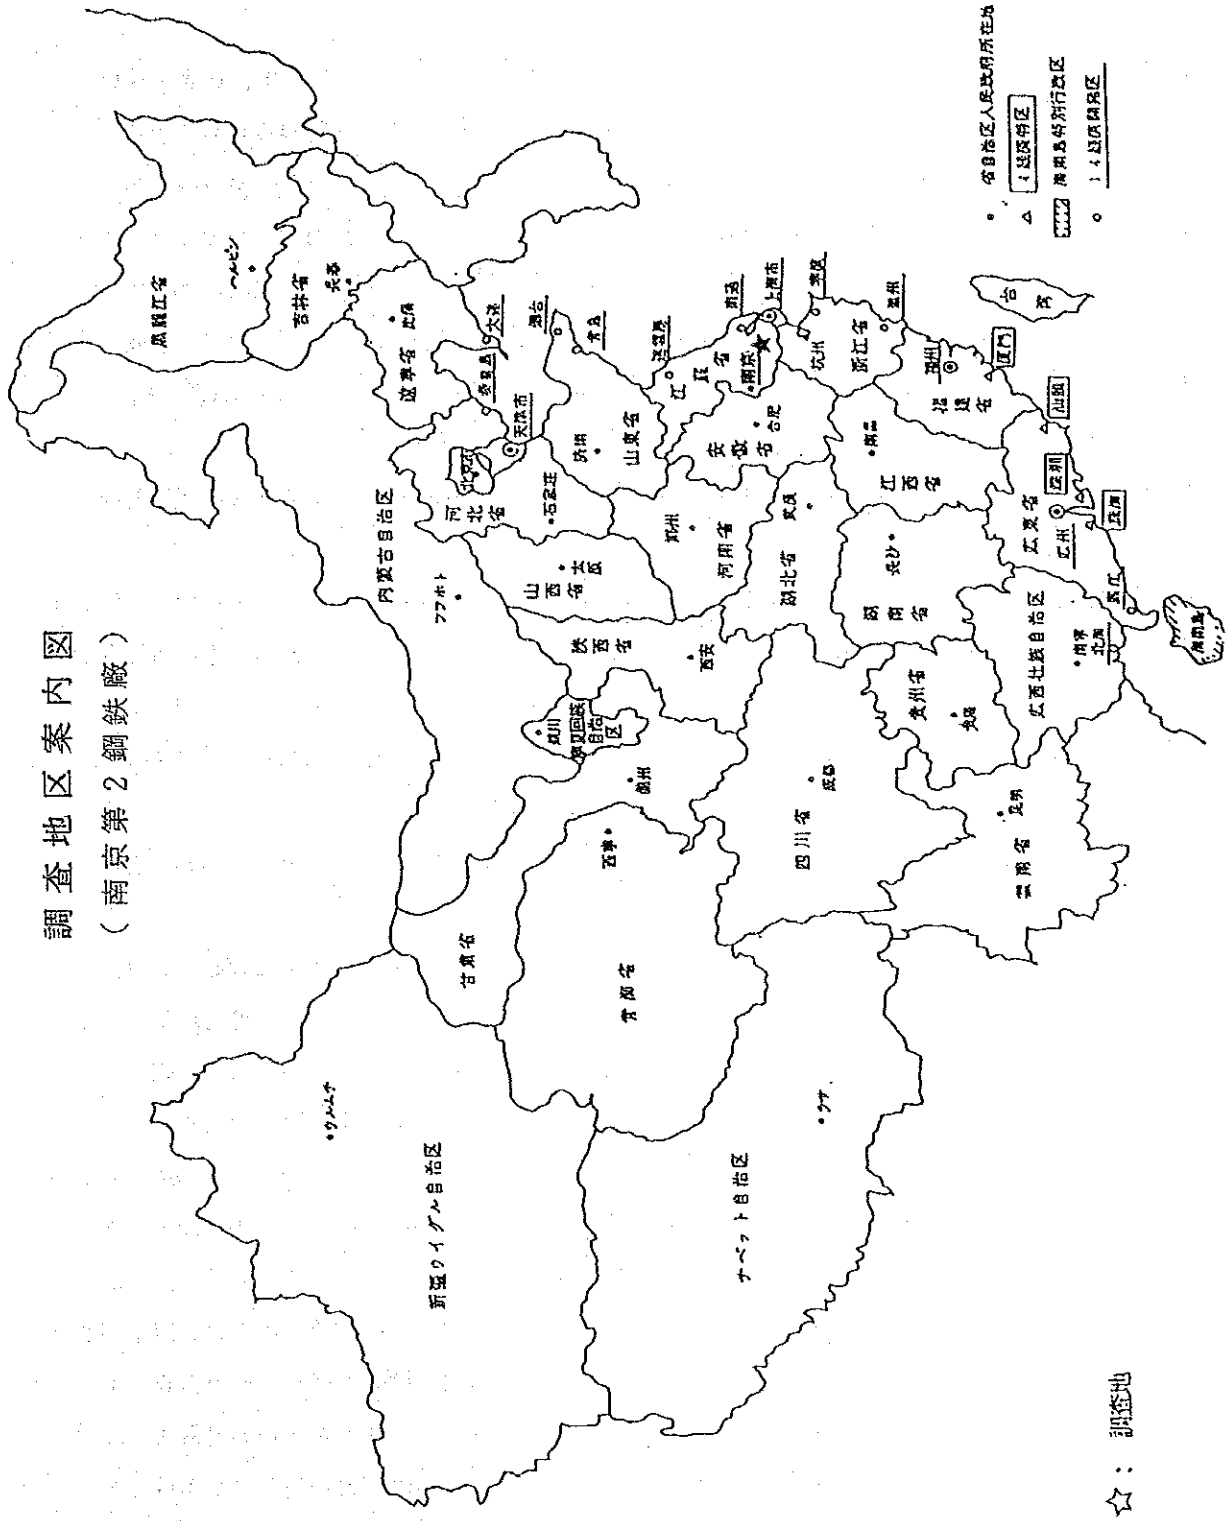 調査地区案内図
(南京第2鋼鉄廠)
黒龍江省
ハルビン
吉林省
長春
遼寧省
沈陽
大連
秦皇島
内蒙古自治区
フフホト
北京市
天津市
河北省
石家庄
山西省
太原
煙台
青島
済南
山東省
連雲港
江蘇省
南京
南通
上海市
安徽省
合肥
鄭州
河南省
陝西省
西安
銀川
寧夏回族自治区
蘭州
甘粛省
西寧
青海省
新疆ウイグル自治区
ウルムチ
チベット自治区
ラサ
四川省
成都
湖北省
武漢
湖南省
長沙
江西省
南昌
杭州
浙江省
寧波
温州
福州
福建省
厦門
台湾
汕頭
深圳
珠海
広東省
広州
湛江
海南島
広西壮族自治区
南寧
北海
貴州省
貴陽
雲南省
昆明
• 省自治区人民政府所在地
△ 4経済特区
海南島特別行政区
○ 14経済開発区
☆:調査地